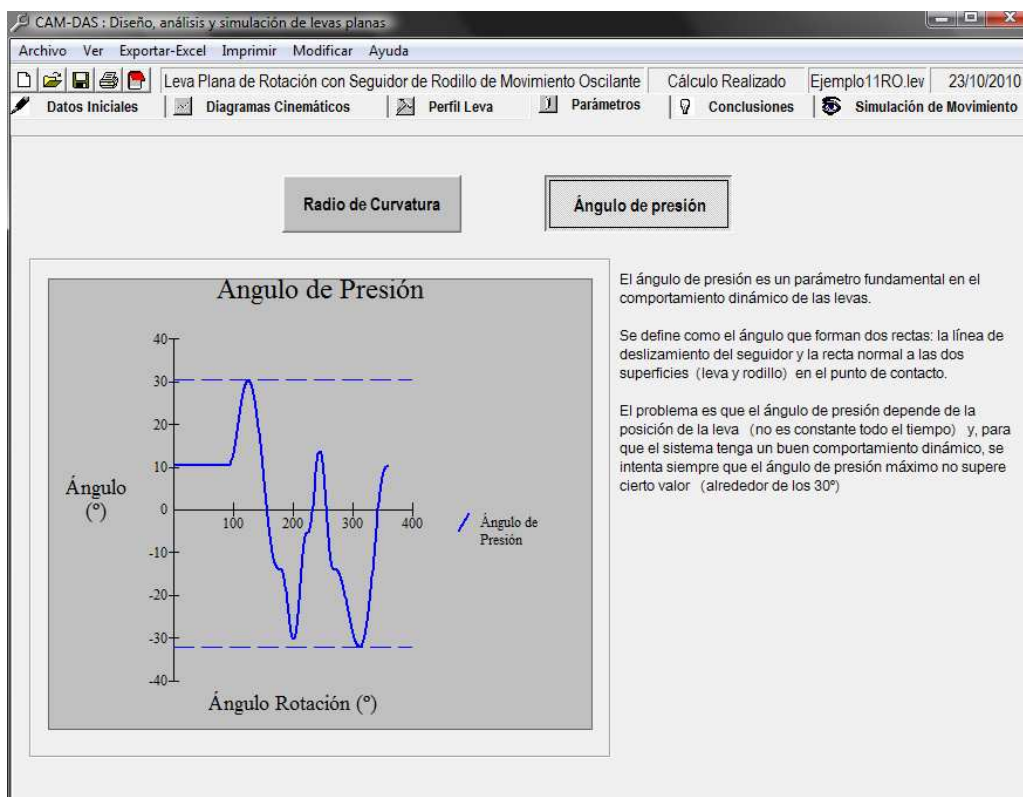 CAM-DAS : Diseño, análisis y simulación de levas planas
Archivo Ver Exportar-Excel Imprimir Modificar Ayuda
Leva Plana de Rotación con Seguidor de Rodillo de Movimiento Oscilante Cálculo Realizado Ejemplo11RO.lev 23/10/2010
Datos Iniciales Diagramas Cinemáticos Perfil Leva Parámetros Conclusiones Simulación de Movimiento
Radio de Curvatura Ángulo de presión
Angulo de Presión
40
30
20
10
0
-10
-20
-30
-40
100 200 300 400
Ángulo
(º)
Ángulo de
Presión
Ángulo Rotación (º)
El ángulo de presión es un parámetro fundamental en el
comportamiento dinámico de las levas.
Se define como el ángulo que forman dos rectas: la línea de
deslizamiento del seguidor y la recta normal a las dos
superficies (leva y rodillo) en el punto de contacto.
El problema es que el ángulo de presión depende de la
posición de la leva (no es constante todo el tiempo) y, para
que el sistema tenga un buen comportamiento dinámico, se
intenta siempre que el ángulo de presión máximo no supere
cierto valor (alrededor de los 30º)